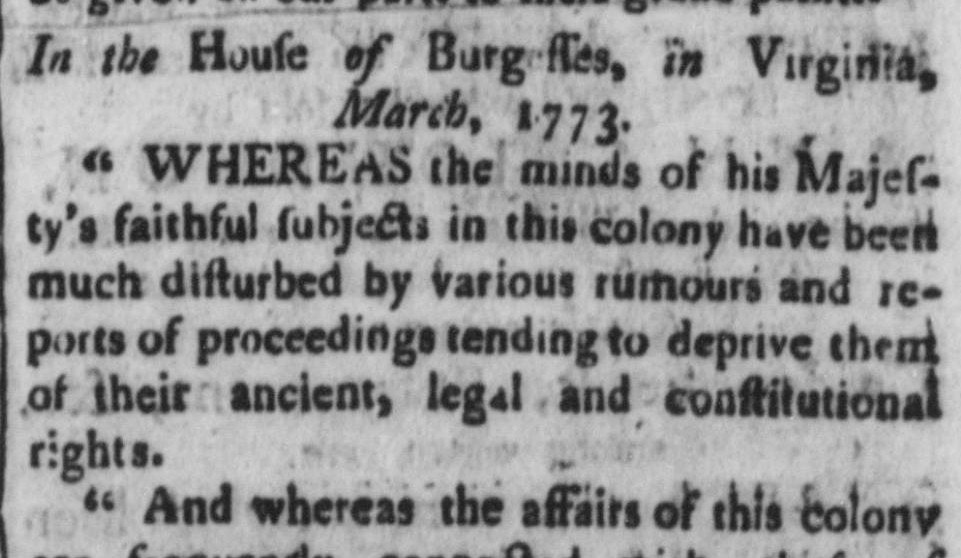 In the Houſe of Burg ſſes, in Virginia,
March, 1773.
“ WHEREAS the minds of his Majeſ-
ty's faithful ſubjects in this colony have been
much diſturbed by various rumours and re-
ports of proceedings tending to deprive them
of their ancient, legal and conſtitutional
rights.
“ And whereas the affairs of this colony